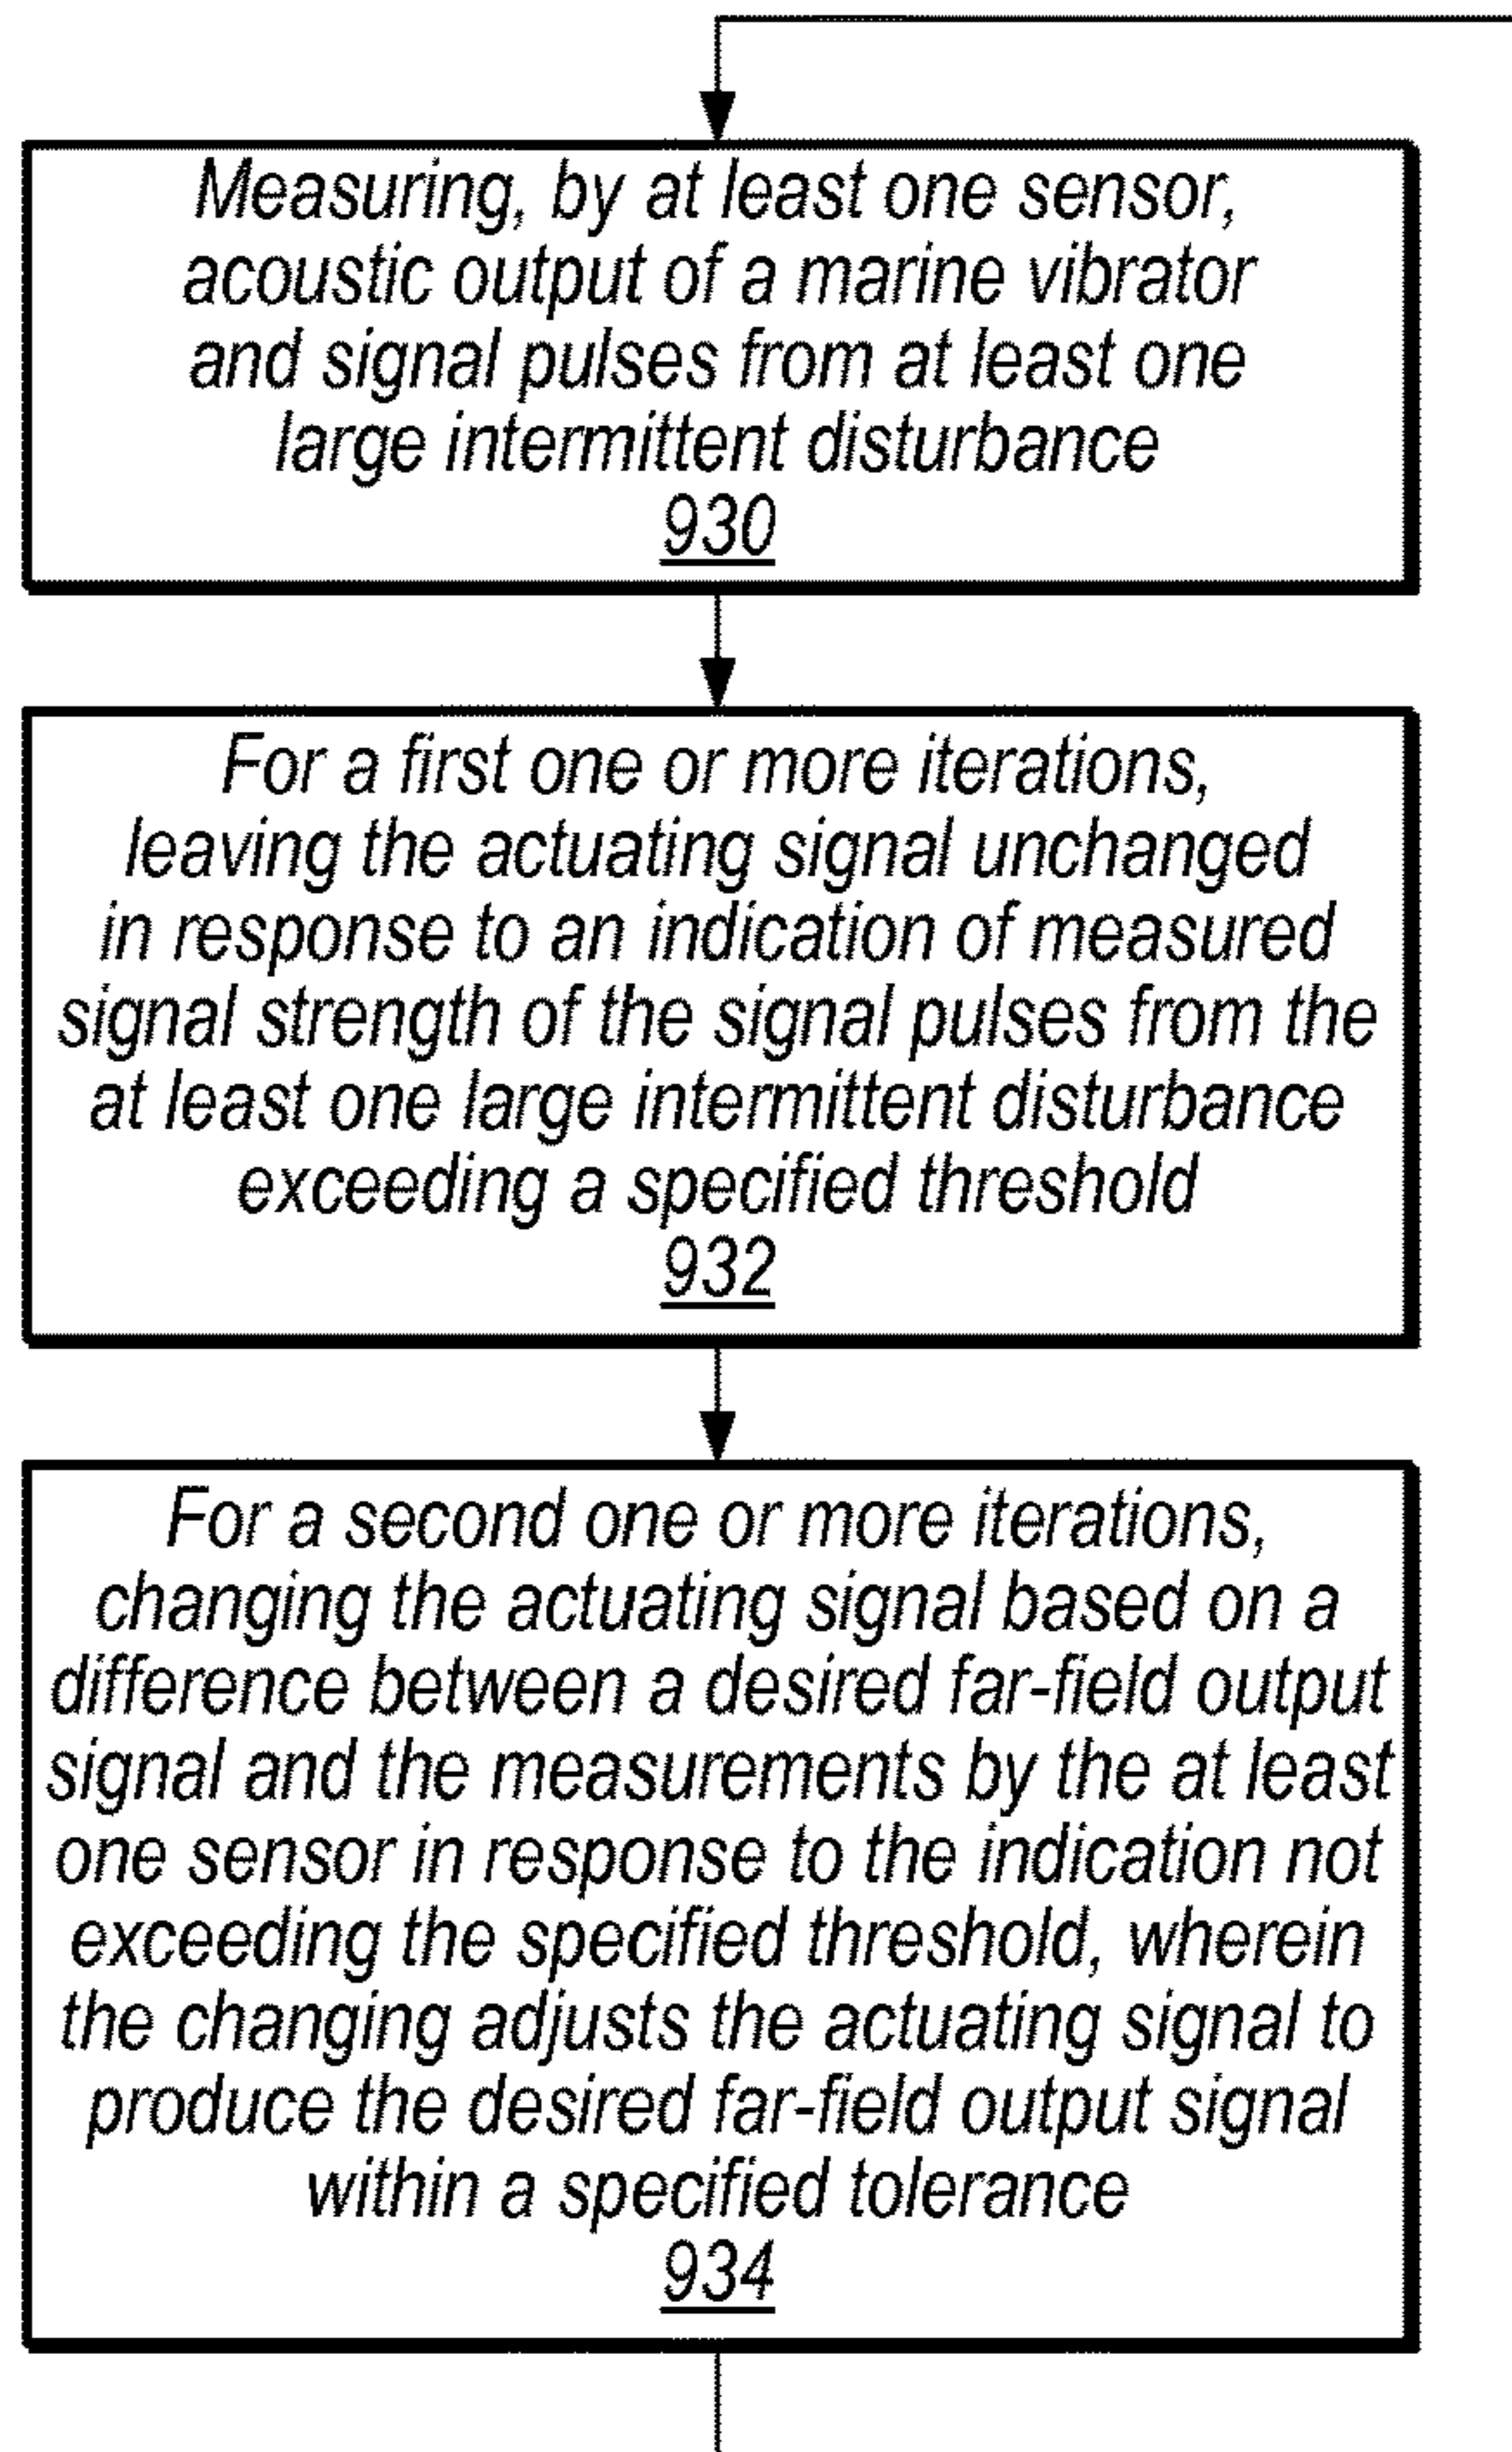 Measuring, by at least one sensor,
acoustic output of a marine vibrator
and signal pulses from at least one
large intermittent disturbance
930
For a first one or more iterations,
leaving the actuating signal unchanged
in response to an indication of measured
signal strength of the signal pulses from the
at least one large intermittent disturbance
exceeding a specified threshold
932
For a second one or more iterations,
changing the actuating signal based on a
difference between a desired far-field output
signal and the measurements by the at least
one sensor in response to the indication not
exceeding the specified threshold, wherein
the changing adjusts the actuating signal to
produce the desired far-field output signal
within a specified tolerance
934